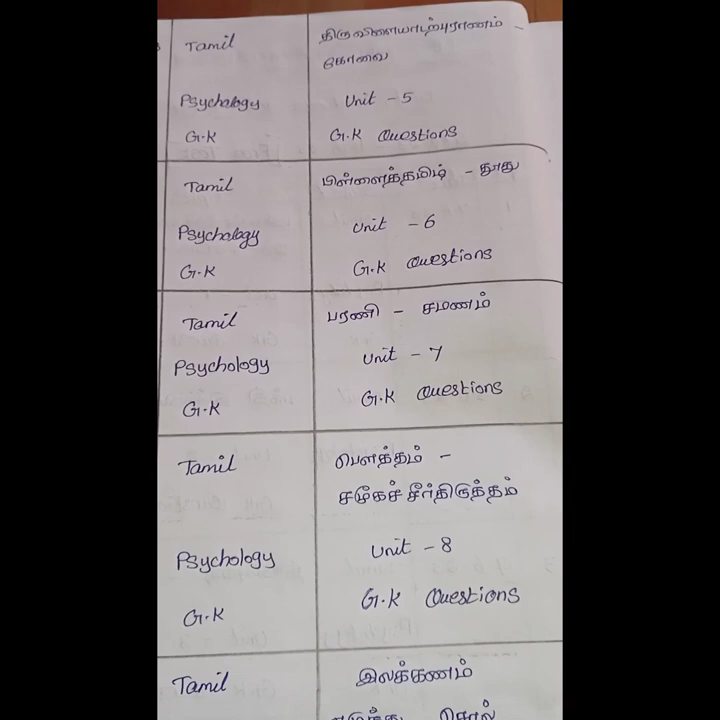 Tamil திருவிளையாடற்புராணம் -
கோவை
Psychology Unit - 5
G.K G.K Questions
Tamil பிள்ளைத்தமிழ் - தூது
Psychology Unit - 6
G.K G.K Questions
Tamil பரணி - சமணம்
Psychology Unit - 7
G.K G.K Questions
Tamil பௌத்தம் -
சமூகச் சீர்திருத்தம்
Psychology Unit - 8
G.K G.K Questions
Tamil இலக்கணம்